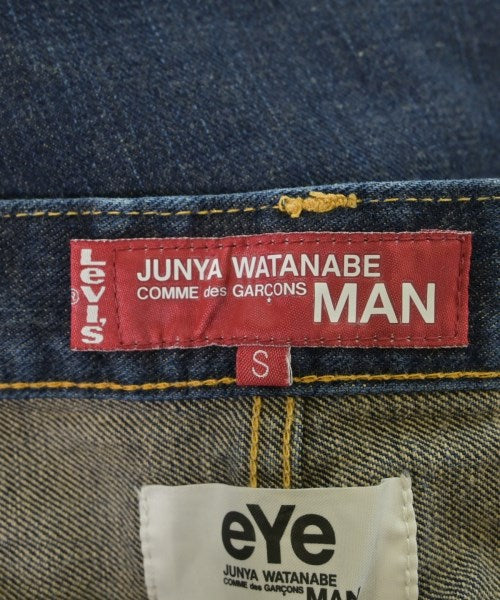 Levi's
®
JUNYA WATANABE
COMME des GARÇONS MAN
S
eYe
JUNYA WATANABE
COMME des GARÇONS MAN